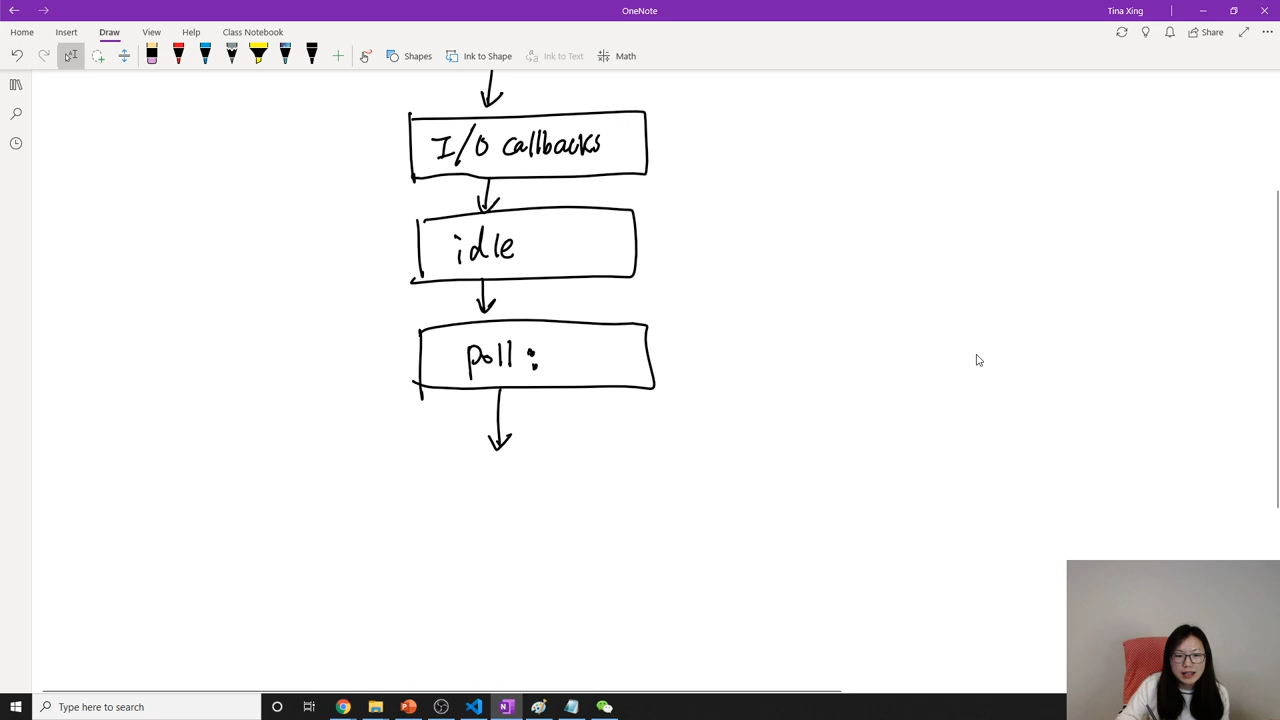 OneNote
Tina Xing
Home Insert Draw View Help Class Notebook
Share
Shapes Ink to Shape Ink to Text Math
I/O callbacks
idle
poll :
Type here to search